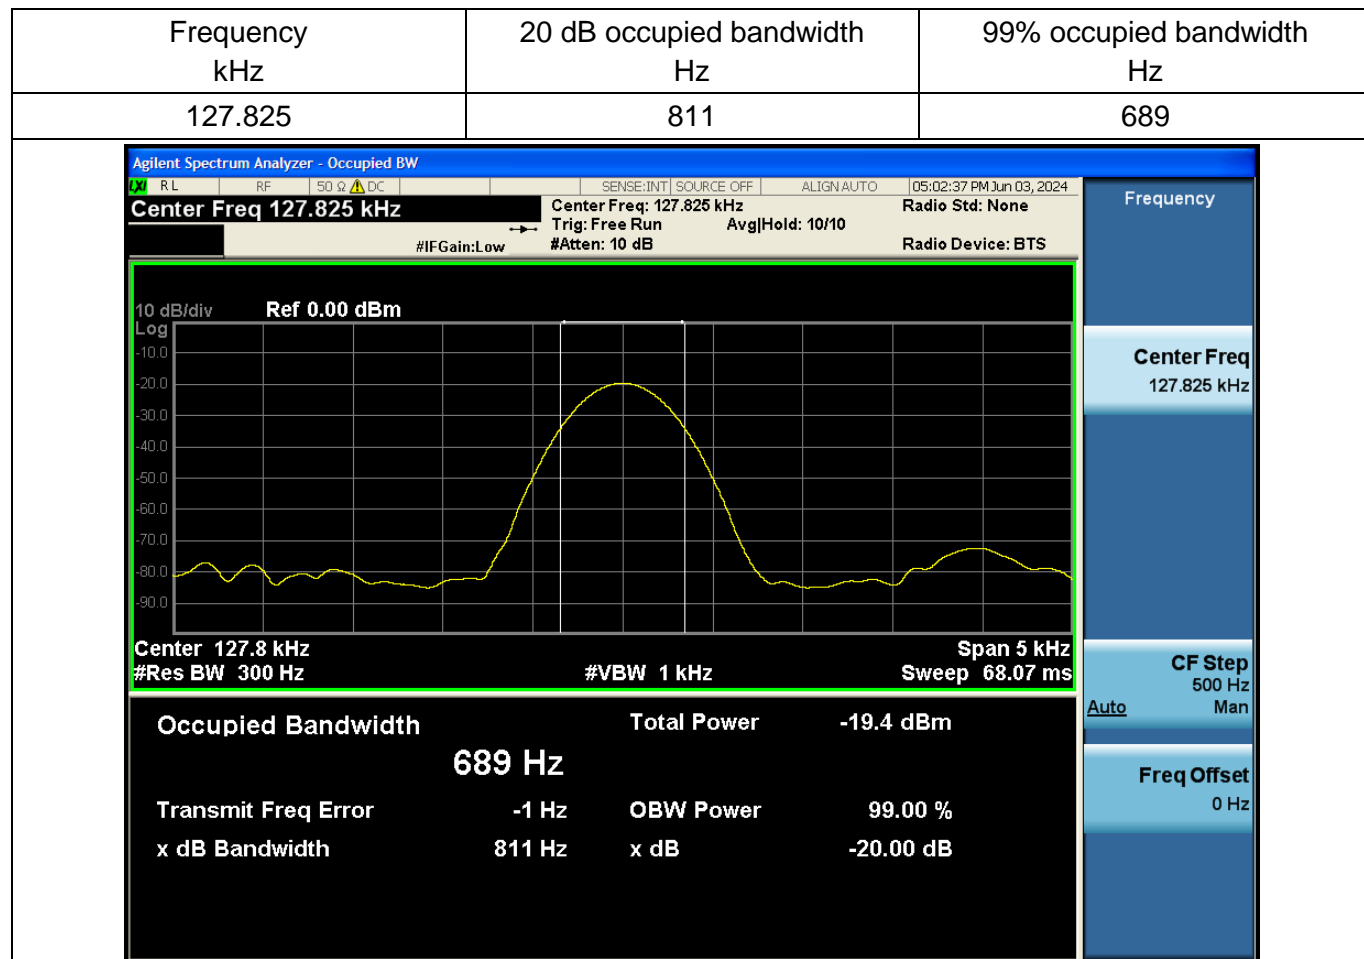 Frequency 20 dB occupied bandwidth 99% occupied bandwidth
kHz Hz Hz
127.825 811 689
Agilent Spectrum Analyzer - Occupied BW
LXI RL RF 50 Ω DC SENSE:INT SOURCE OFF ALIGN AUTO 05:02:37 PM Jun 03, 2024
Center Freq 127.825 kHz Center Freq: 127.825 kHz Radio Std: None
Trig: Free Run Avg|Hold: 10/10
#IFGain:Low #Atten: 10 dB Radio Device: BTS
Frequency
10 dB/div Ref 0.00 dBm
Log
-10.0
-20.0
-30.0
-40.0
-50.0
-60.0
-70.0
-80.0
-90.0
Center 127.8 kHz Span 5 kHz
#Res BW 300 Hz #VBW 1 kHz Sweep 68.07 ms
Center Freq
127.825 kHz
CF Step
500 Hz
Auto Man
Freq Offset
0 Hz
Occupied Bandwidth Total Power -19.4 dBm
689 Hz
Transmit Freq Error -1 Hz OBW Power 99.00 %
x dB Bandwidth 811 Hz x dB -20.00 dB